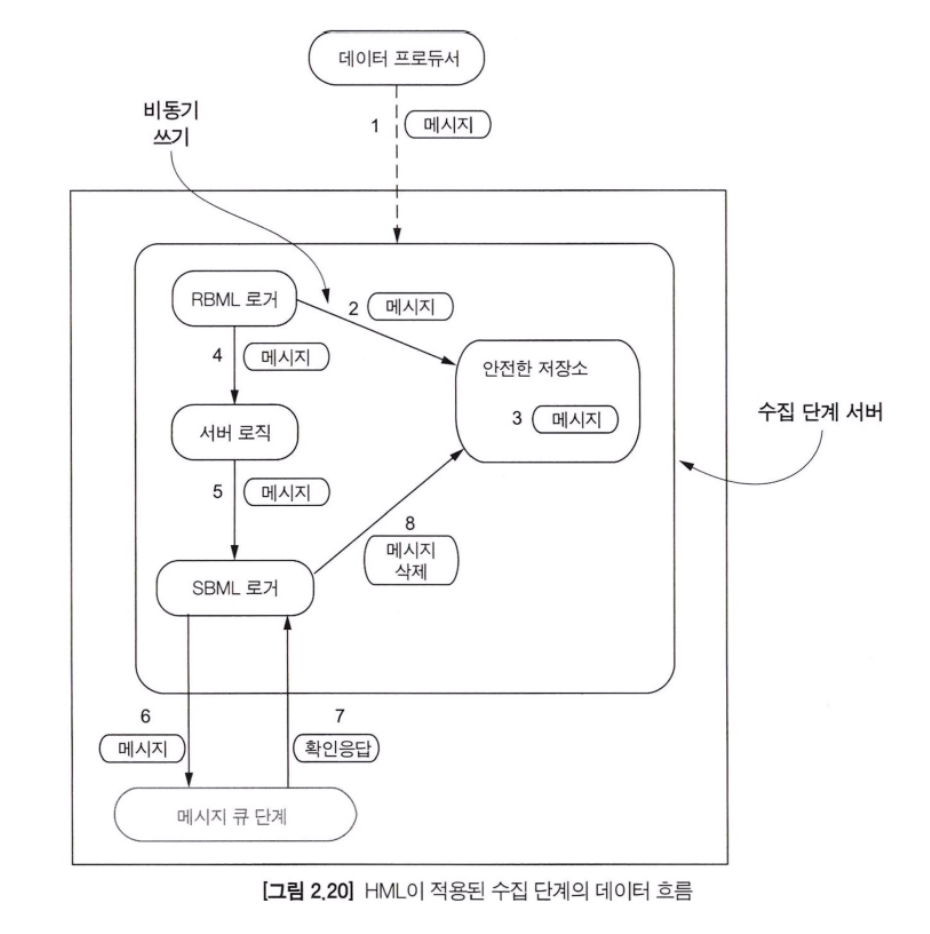 데이터 프로듀서
비동기
쓰기
1 메시지
RBML 로거
2 메시지
4 메시지
안전한 저장소
3 메시지
수집 단계 서버
서버 로직
5 메시지
8
메시지
삭제
SBML 로거
6
메시지
7
확인응답
메시지 큐 단계
[그림 2.20] HML이 적용된 수집 단계의 데이터 흐름